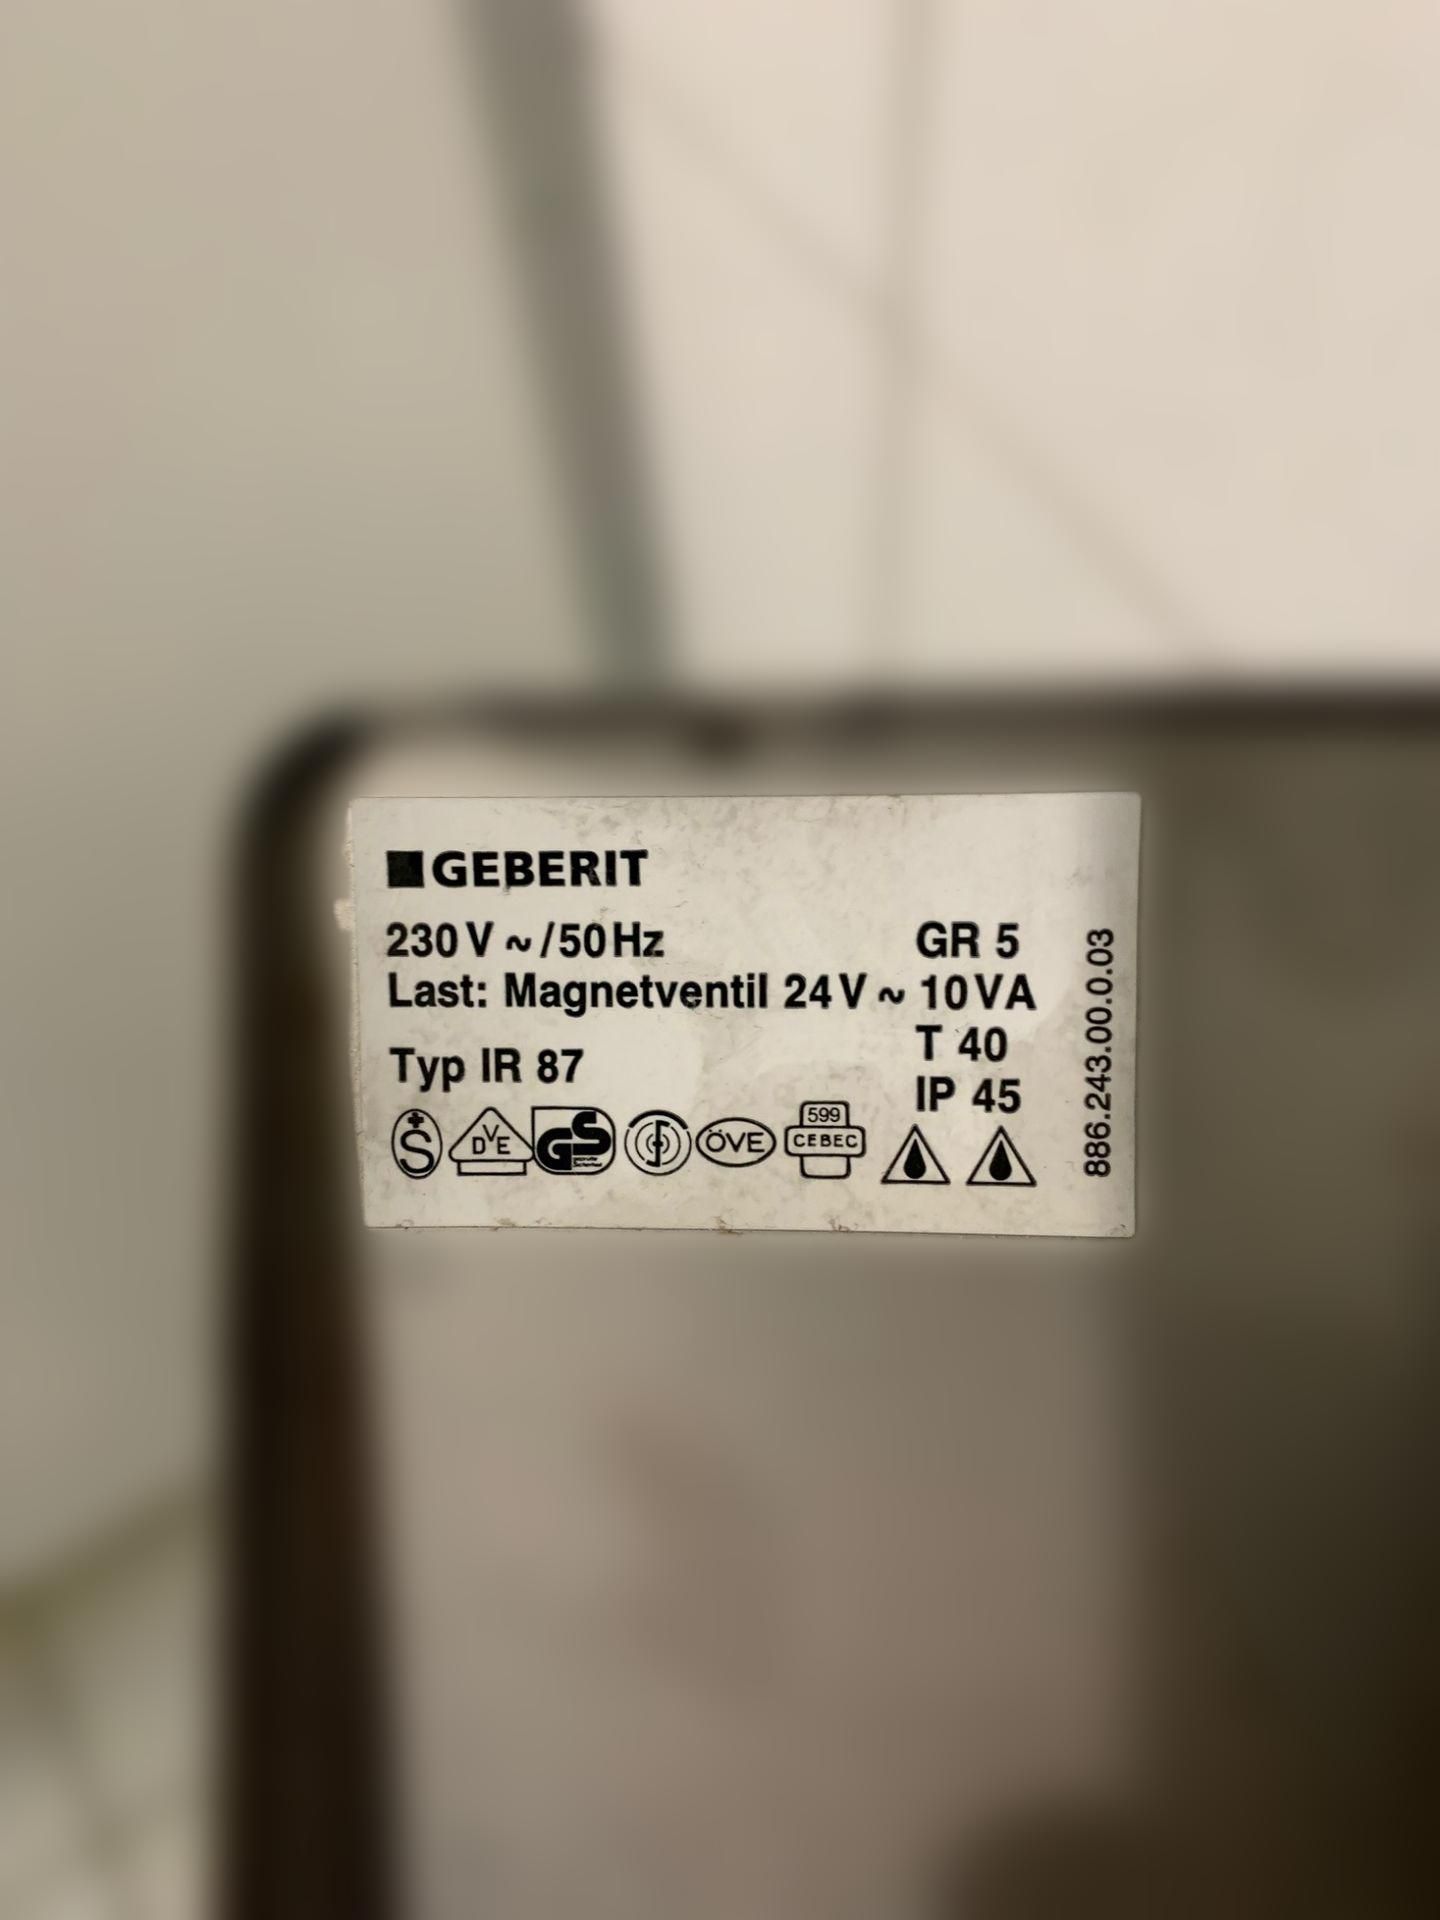 GEBERIT
230 V ~ / 50 Hz GR 5
Last: Magnetventil 24 V ~ 10 VA
T 40
Typ IR 87
IP 45
S DVE GS ÖVE 599 CEBEC
886.243.00.0.03